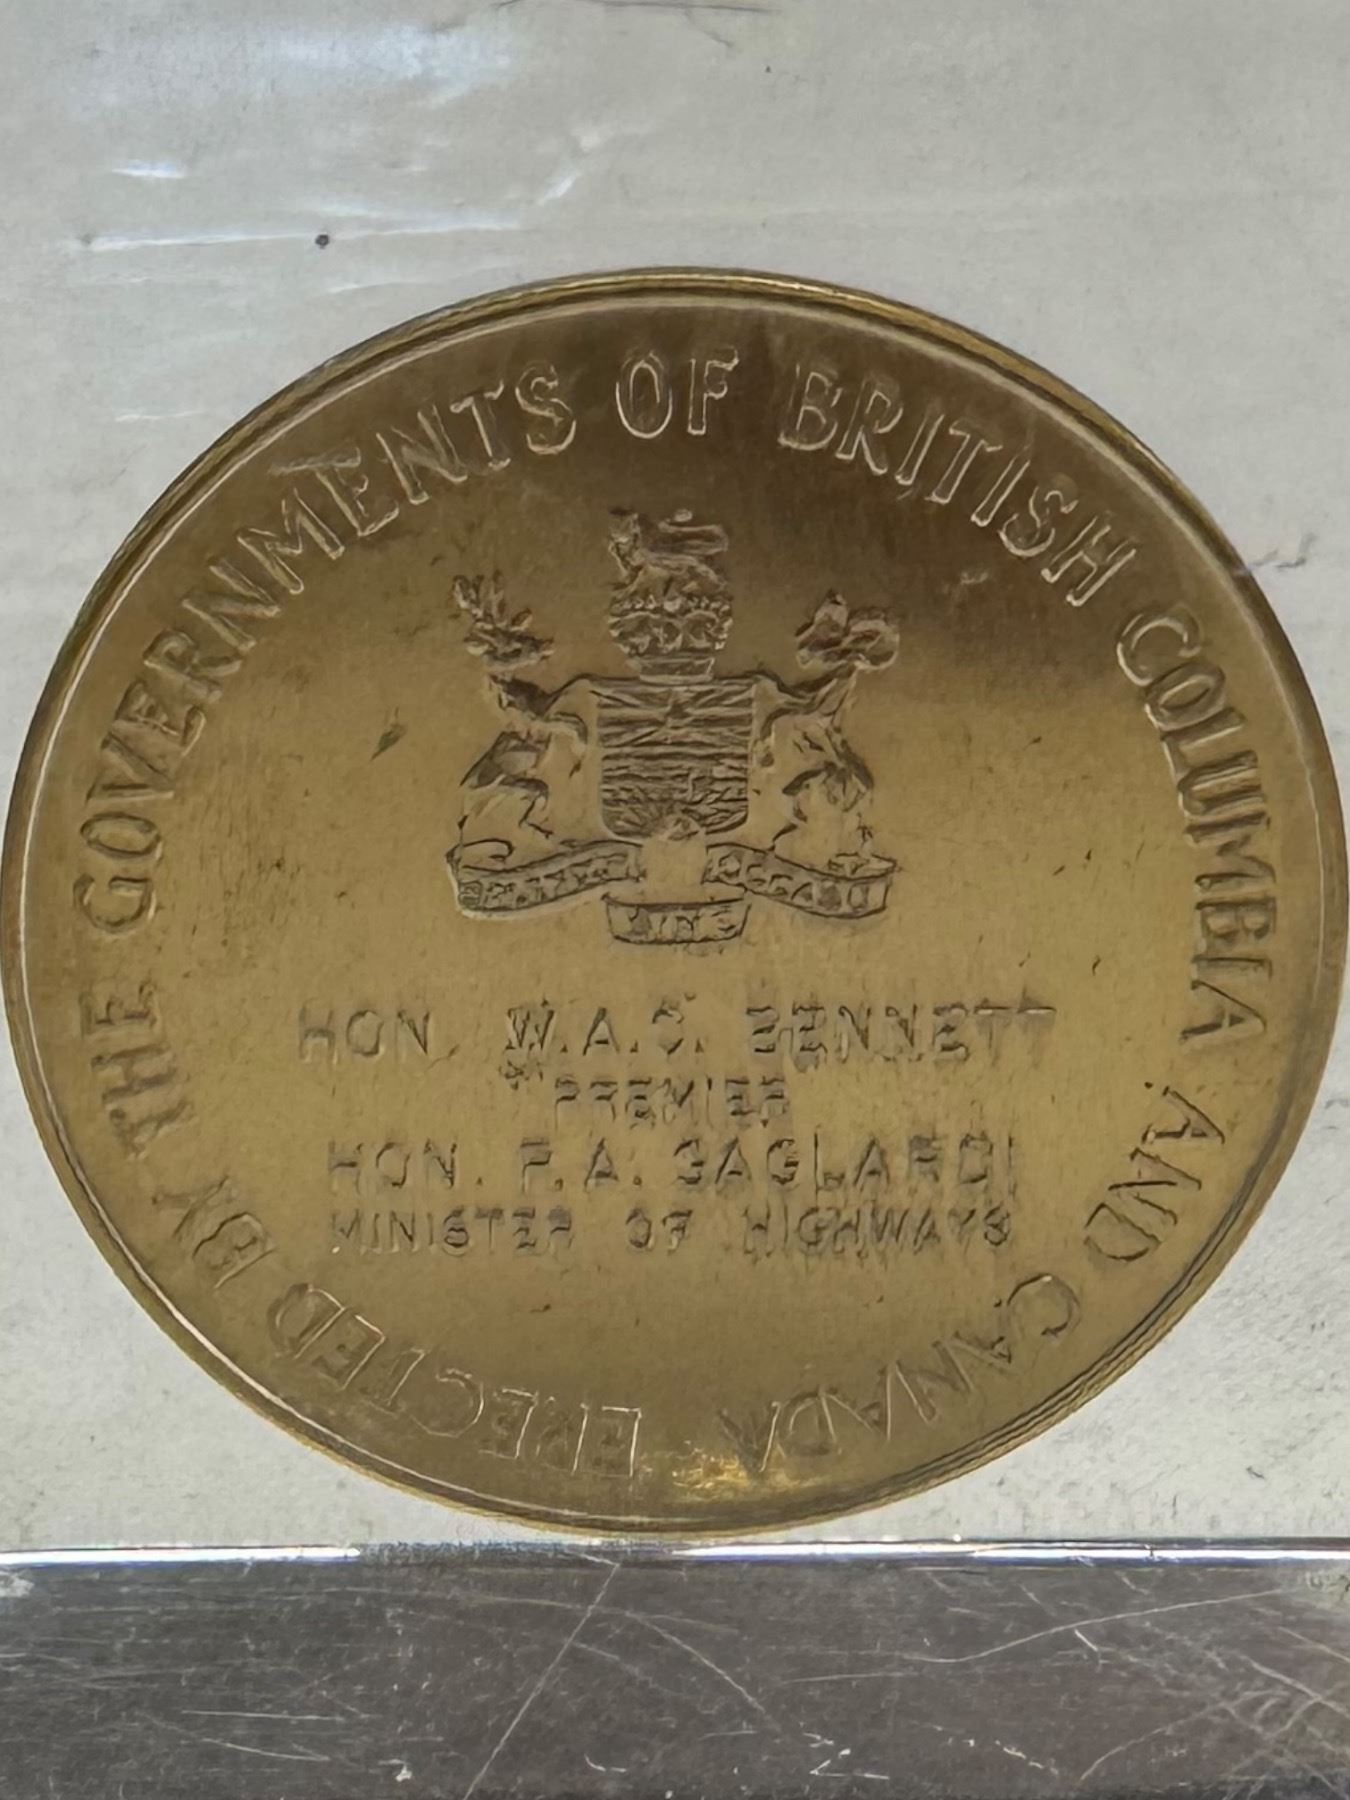 ERECTED BY THE GOVERNMENTS OF BRITISH COLUMBIA AND CANADA
HON. W.A.C. BENNETT
PREMIER
HON. P.A. GAGLARDI
MINISTER OF HIGHWAYS